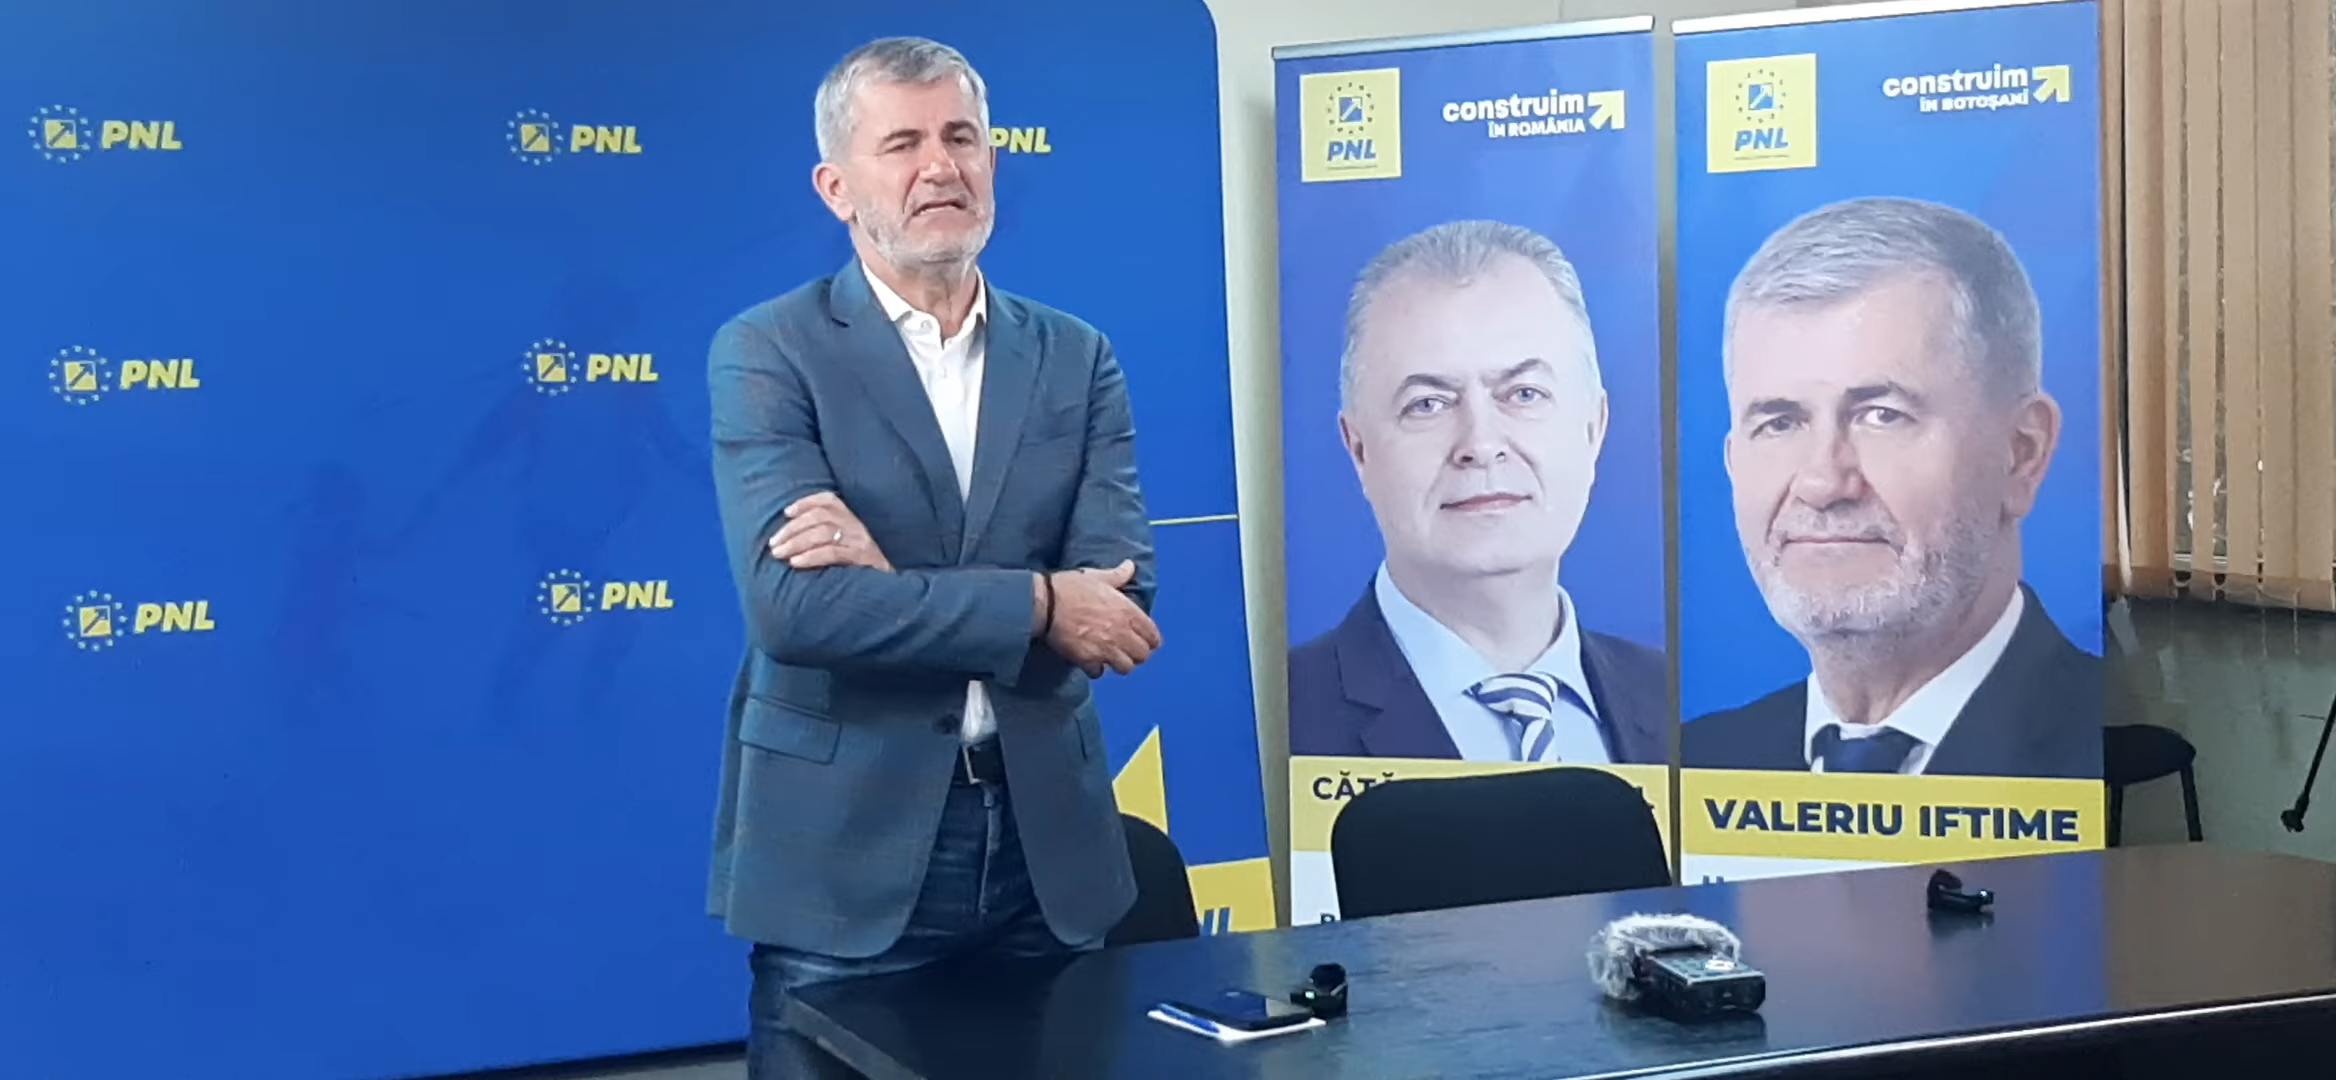 PNL
PNL
PNL
PNL
PNL
PNL
PNL
PNL
construim
ÎN ROMÂNIA
PNL
construim
ÎN BOTOȘANI
VALERIU IFTIME